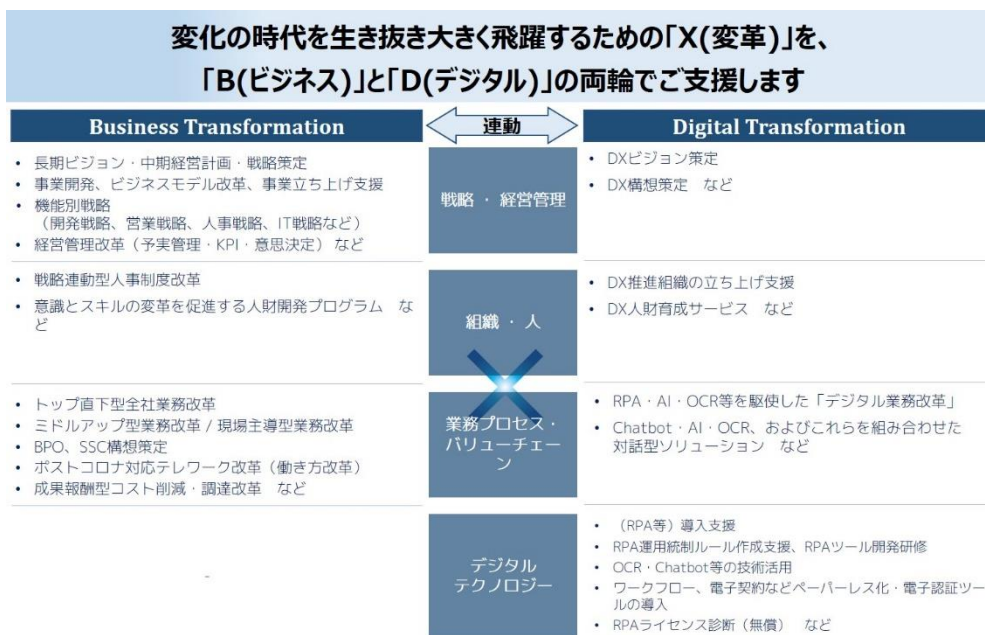 変化の時代を生き抜き大きく飛躍するための「X(変革)」を、
「B(ビジネス)」と「D(デジタル)」の両輪でご支援します
Business Transformation
連動
Digital Transformation
• 長期ビジョン・中期経営計画・戦略策定
• 事業開発、ビジネスモデル改革、事業立ち上げ支援
• 機能別戦略
（開発戦略、営業戦略、人事戦略、IT戦略など）
• 経営管理改革（予実管理・KPI・意思決定）など
戦略 ・ 経営管理
• DXビジョン策定
• DX構想策定　など
• 戦略連動型人事制度改革
• 意識とスキルの変革を促進する人財開発プログラム　な
ど
組織 ・ 人
• DX推進組織の立ち上げ支援
• DX人財育成サービス　など
• トップ直下型全社業務改革
• ミドルアップ型業務改革 / 現場主導型業務改革
• BPO、SSC構想策定
• ポストコロナ対応テレワーク改革（働き方改革）
• 成果報酬型コスト削減・調達改革　など
業務プロセス・
バリューチェー
ン
• RPA・AI・OCR等を駆使した「デジタル業務改革」
• Chatbot・AI・OCR、およびこれらを組み合わせた
対話型ソリューション　など
-
デジタル
テクノロジー
• （RPA等）導入支援
• RPA運用統制ルール作成支援、RPAツール開発研修
• OCR・Chatbot等の技術活用
• ワークフロー、電子契約などペーパーレス化・電子認証ツー
ルの導入
• RPAライセンス診断（無償）　など